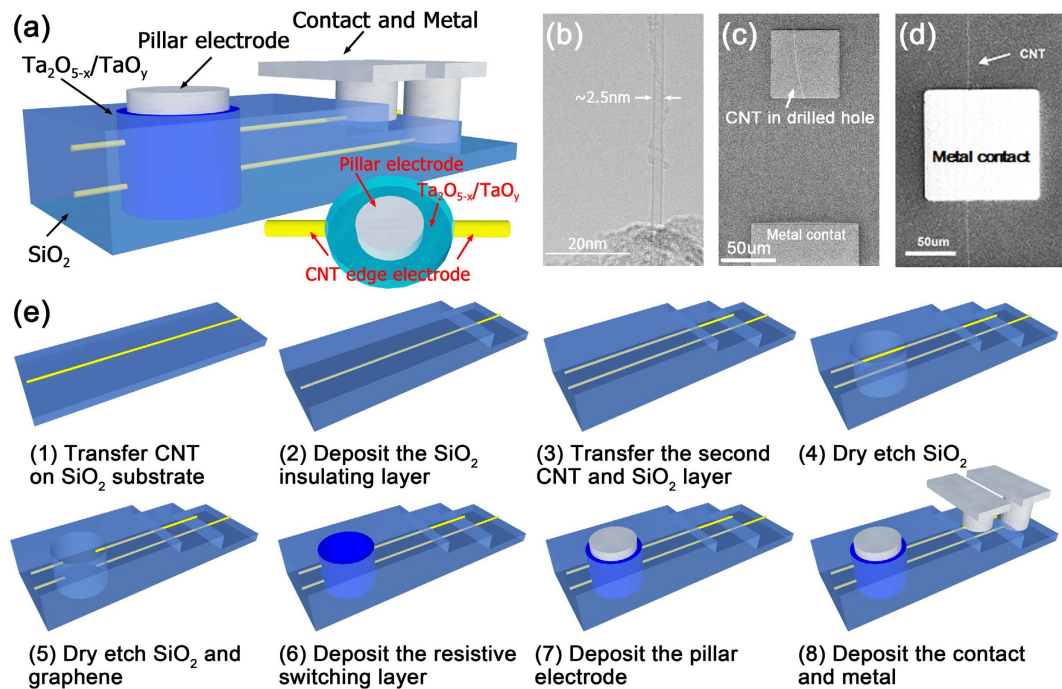 (a)
Contact and Metal
Pillar electrode
Ta2O5-x/TaOy
Pillar electrode
Ta2O5-x/TaOy
SiO2
CNT edge electrode
(b)
~2.5nm
20nm
(c)
CNT in drilled hole
Metal contat
50um
(d)
CNT
Metal contact
50um
(e)
(1) Transfer CNT
on SiO2 substrate
(2) Deposit the SiO2
insulating layer
(3) Transfer the second
CNT and SiO2 layer
(4) Dry etch SiO2
(5) Dry etch SiO2 and
graphene
(6) Deposit the resistive
switching layer
(7) Deposit the pillar
electrode
(8) Deposit the contact
and metal